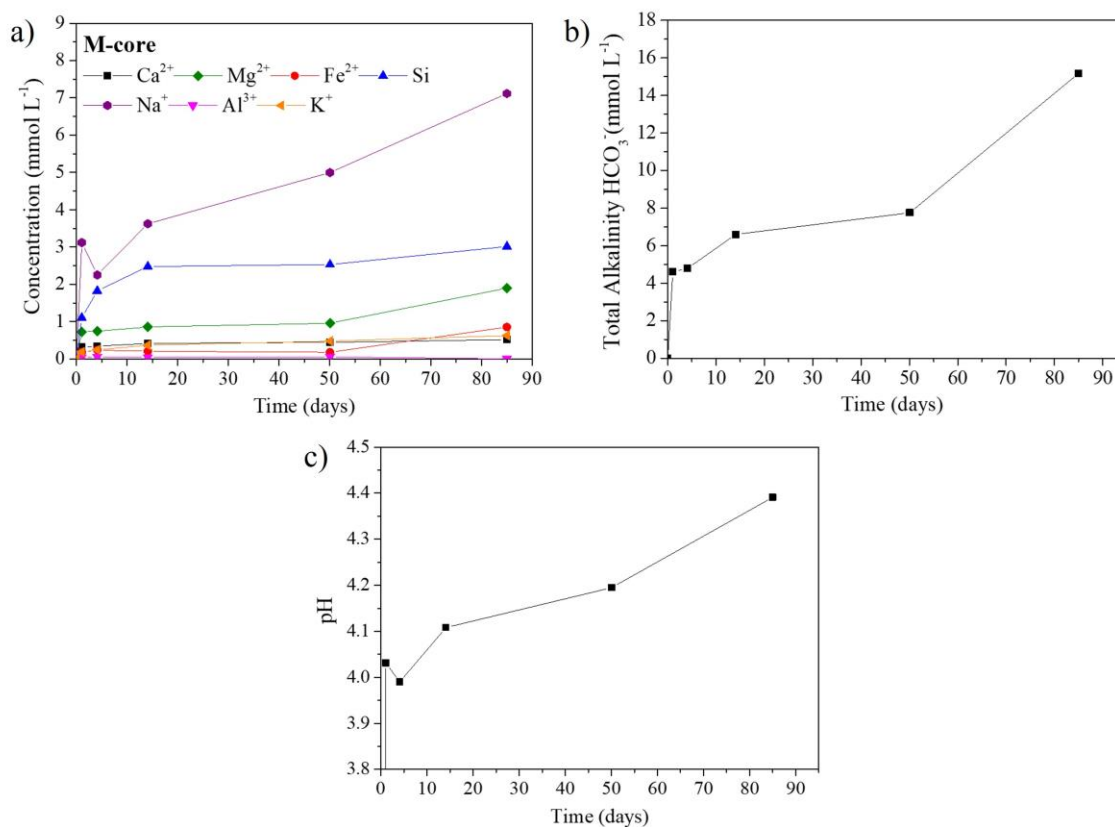 a)
M-core
Ca²⁺ Mg²⁺ Fe²⁺ Si
Na⁺ Al³⁺ K⁺
Concentration (mmol L⁻¹)
9
8
7
6
5
4
3
2
1
0
0 10 20 30 40 50 60 70 80 90
Time (days)
b)
Total Alkalinity HCO₃⁻(mmol L⁻¹)
18
16
14
12
10
8
6
4
2
0
0 10 20 30 40 50 60 70 80 90
Time (days)
c)
pH
4.5
4.4
4.3
4.2
4.1
4.0
3.9
3.8
0 10 20 30 40 50 60 70 80 90
Time (days)